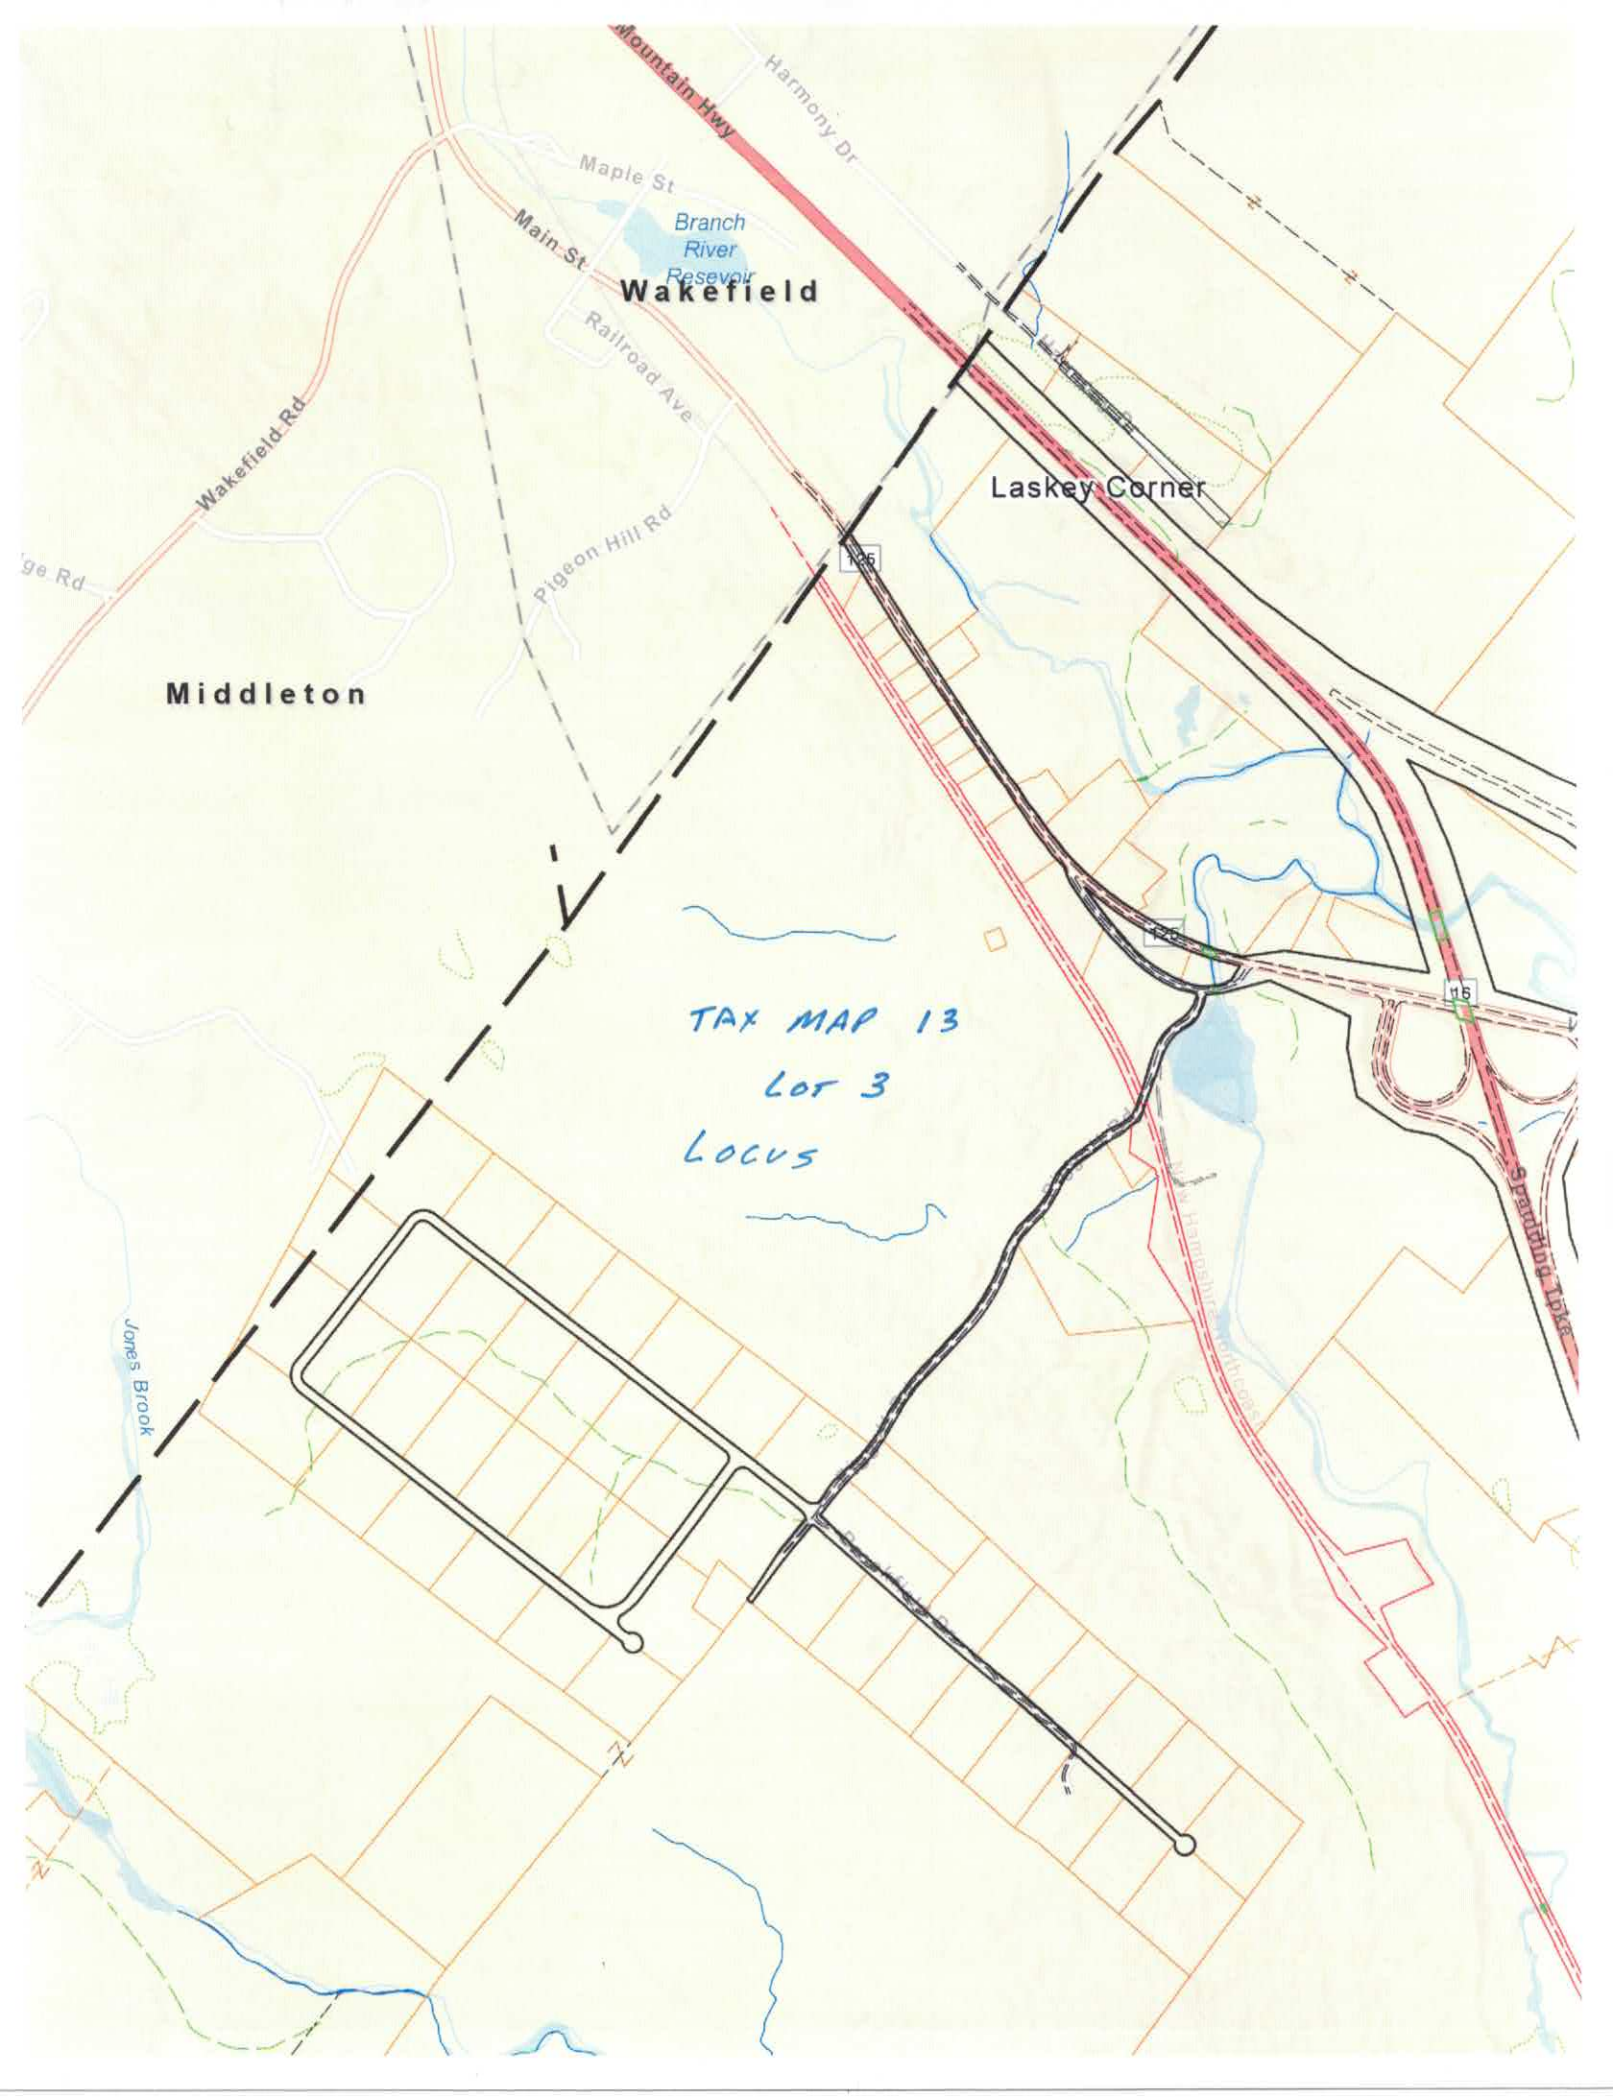 Mountain Hwy
Harmony Dr
Maple St
Main St
Branch
River
Resevoir
Wakefield
Railroad Ave
Wakefield Rd
Laskey Corner
Pigeon Hill Rd
ge Rd
125
Middleton
125
16
TAX MAP 13
LOT 3
LOCUS
New Hampshire Northcoast
Spaulding Tpke
Jones Brook
Z
Z
Z
Z